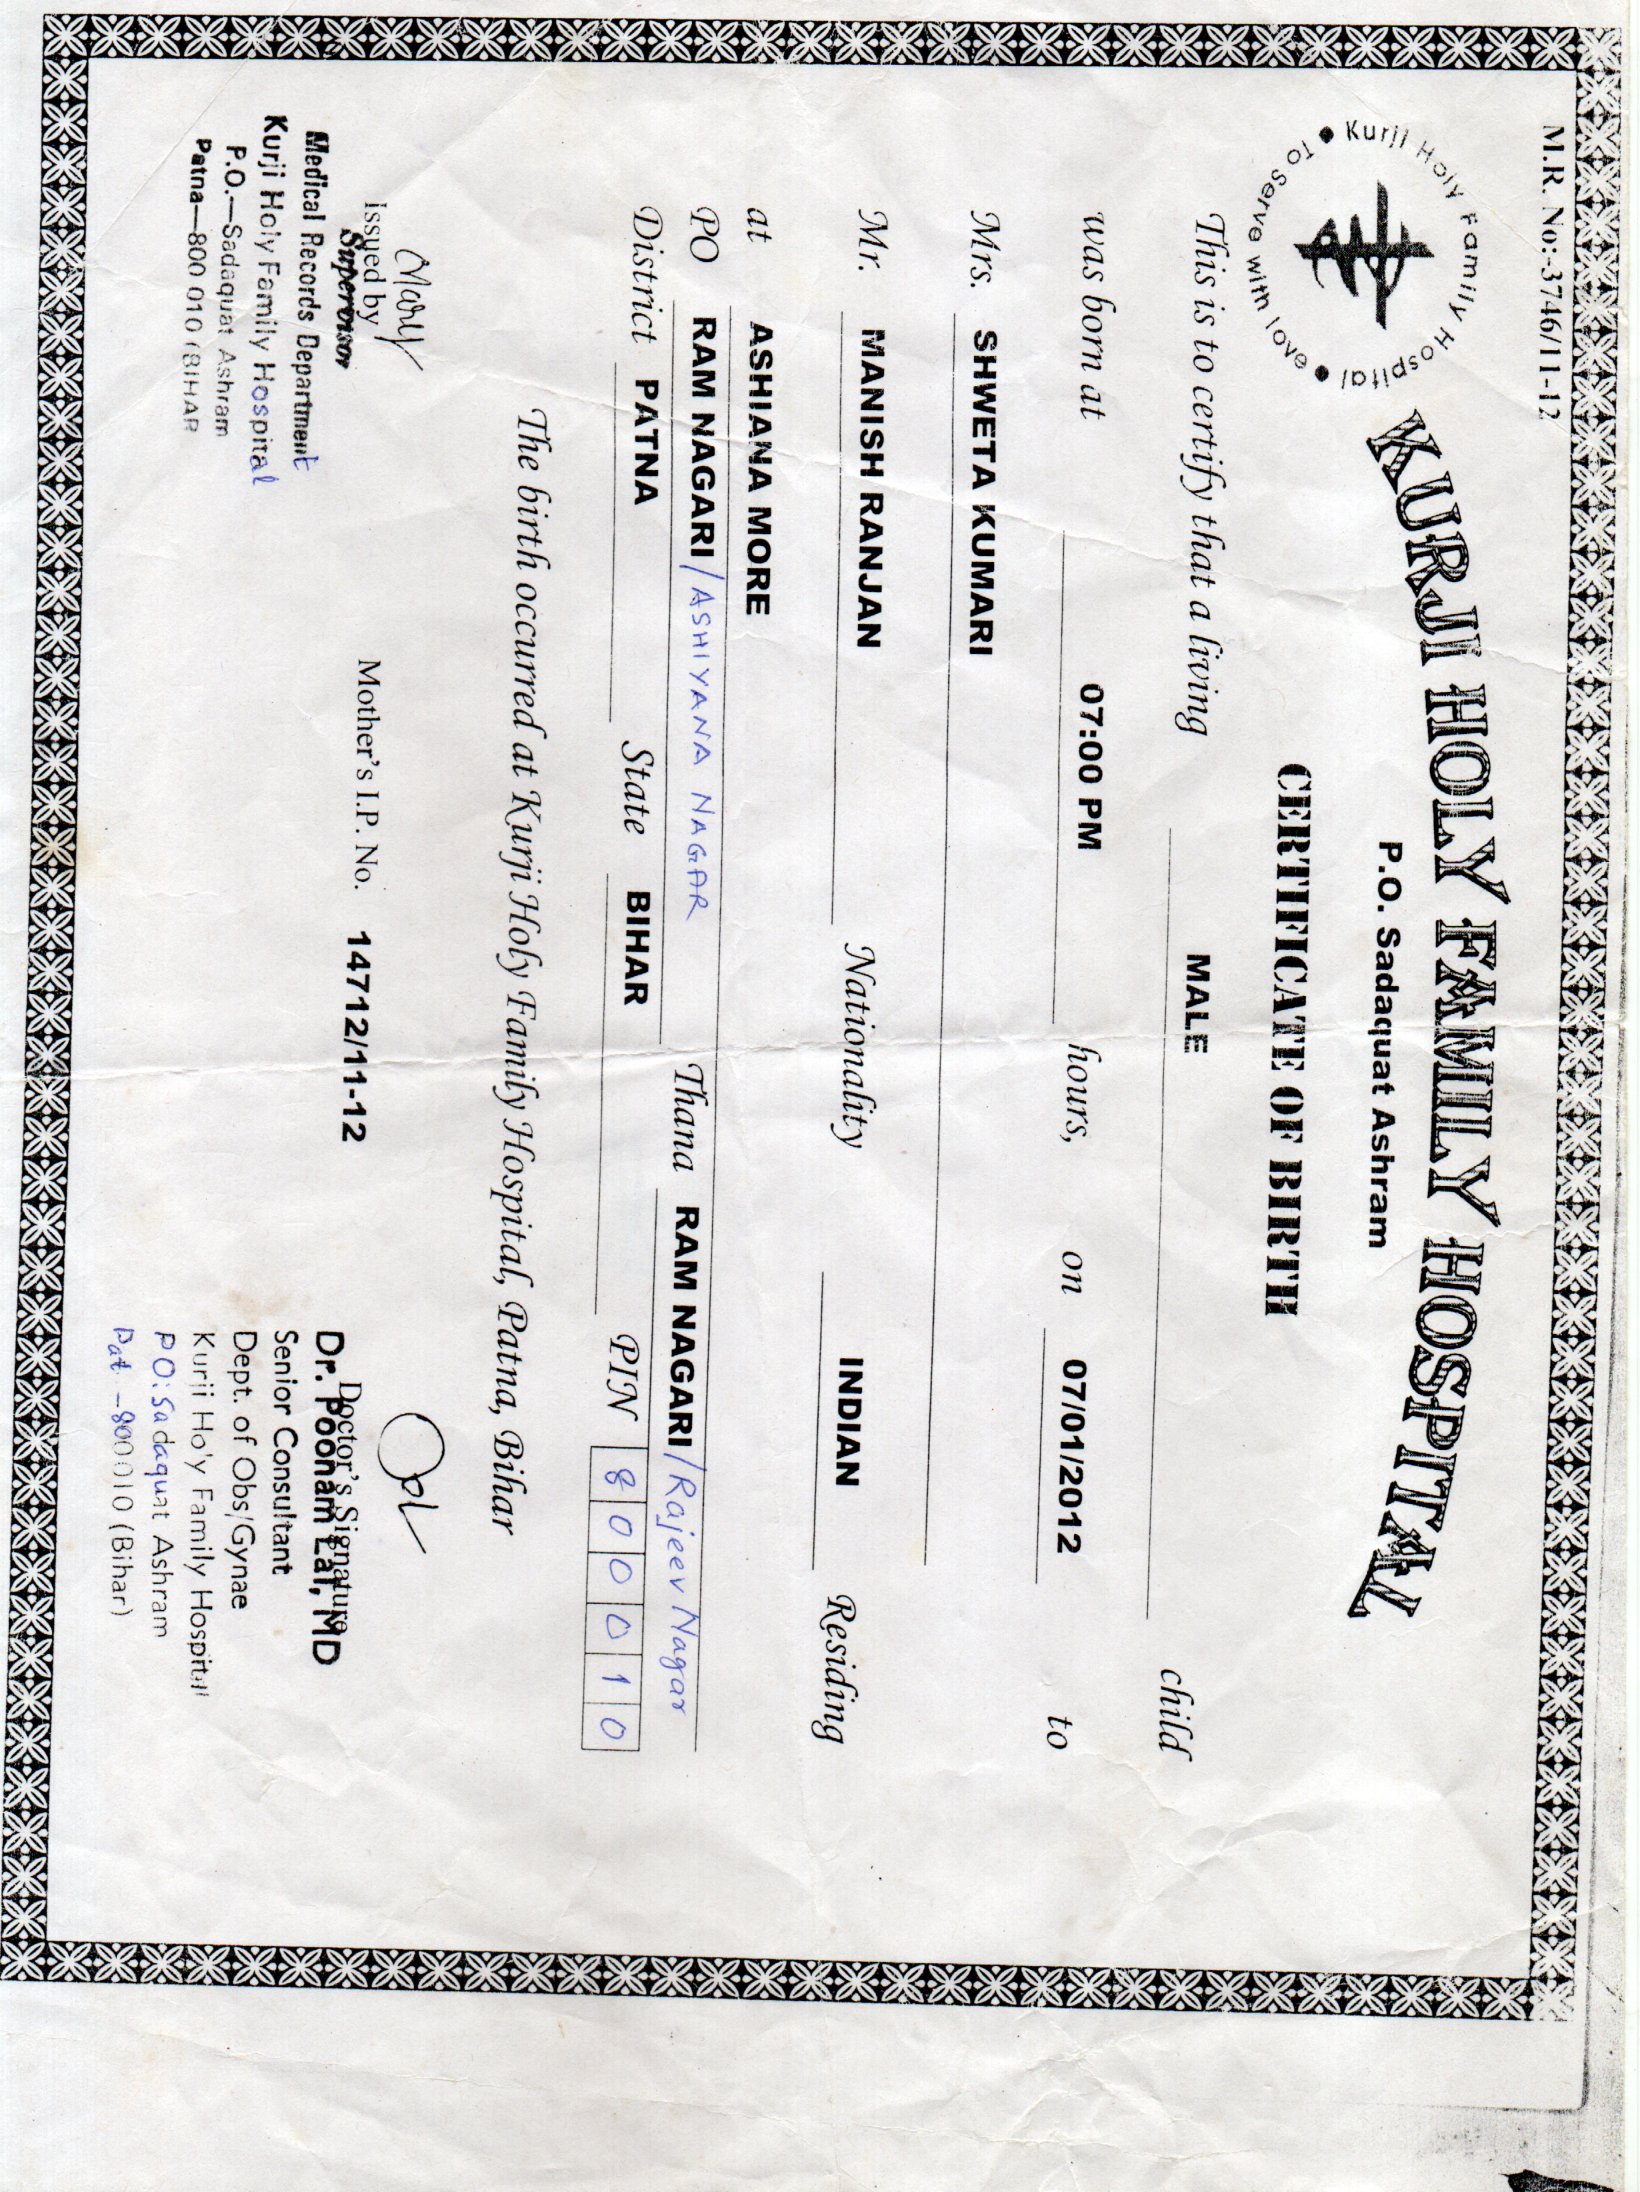 M.R. No:-3746/11-12
Kurji Holy Family Hospital
To Serve with love
KURJI HOLY FAMILY HOSPITAL
P.O. Sadaquat Ashram
CERTIFICATE OF BIRTH
This is to certify that a living MALE child
was born at 07:00 PM hours, on 07/01/2012 to
Mrs. SHWETA KUMARI
Mr. MANISH RANJAN Nationality INDIAN Residing
at ASHIANA MORE
PO RAM NAGARI/ASHIYANA NAGAR Thana RAM NAGARI/Rajeev Nagar
District PATNA State BIHAR PIN 800010
The birth occurred at Kurji Holy Family Hospital, Patna, Bihar
Mary
Issued by
Supervisor
Medical Records Department
Kurji Holy Family Hospital
P.O.—Sadaquat Ashram
Patna—800 010 (BIHAR
Mother's I.P. No. 14712/11-12
Doctor's Signature
Dr. Poonam Lal, MD
Senior Consultant
Dept. of Obs/Gynae
Kurji Ho'y Family Hospital
PO: Sadaquat Ashram
Pat -800010 (Bihar)